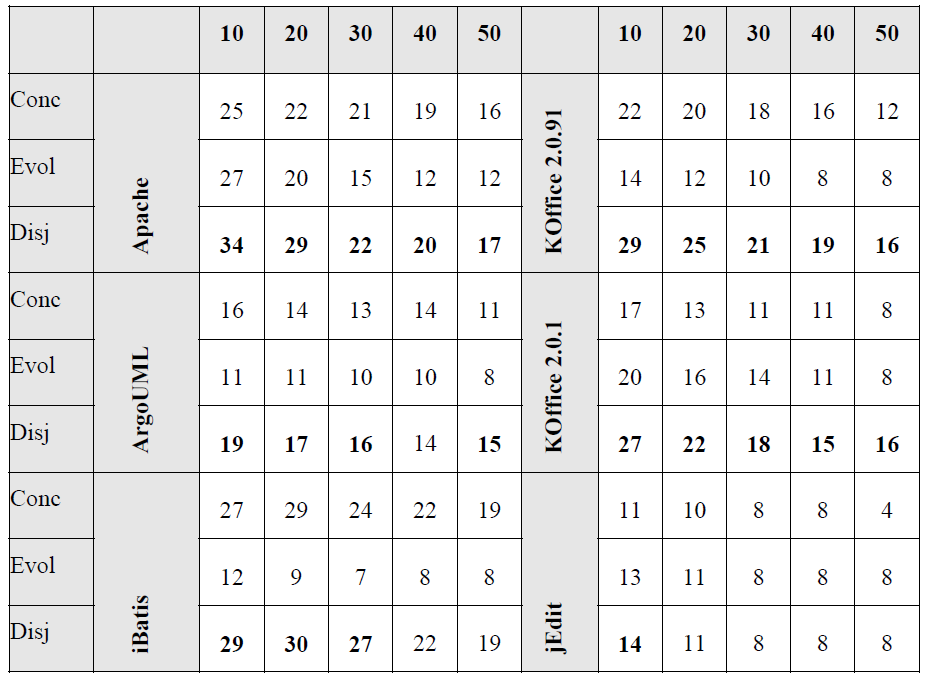 10 20 30 40 50 10 20 30 40 50
Conc 25 22 21 19 16 22 20 18 16 12
Evol 27 20 15 12 12 14 12 10 8 8
Disj Apache 34 29 22 20 17 KOffice 2.0.91 29 25 21 19 16
Conc 16 14 13 14 11 17 13 11 11 8
Evol 11 11 10 10 8 20 16 14 11 8
Disj ArgoUML 19 17 16 14 15 KOffice 2.0.1 27 22 18 15 16
Conc 27 29 24 22 19 11 10 8 8 4
Evol 12 9 7 8 8 13 11 8 8 8
Disj iBatis 29 30 27 22 19 jEdit 14 11 8 8 8